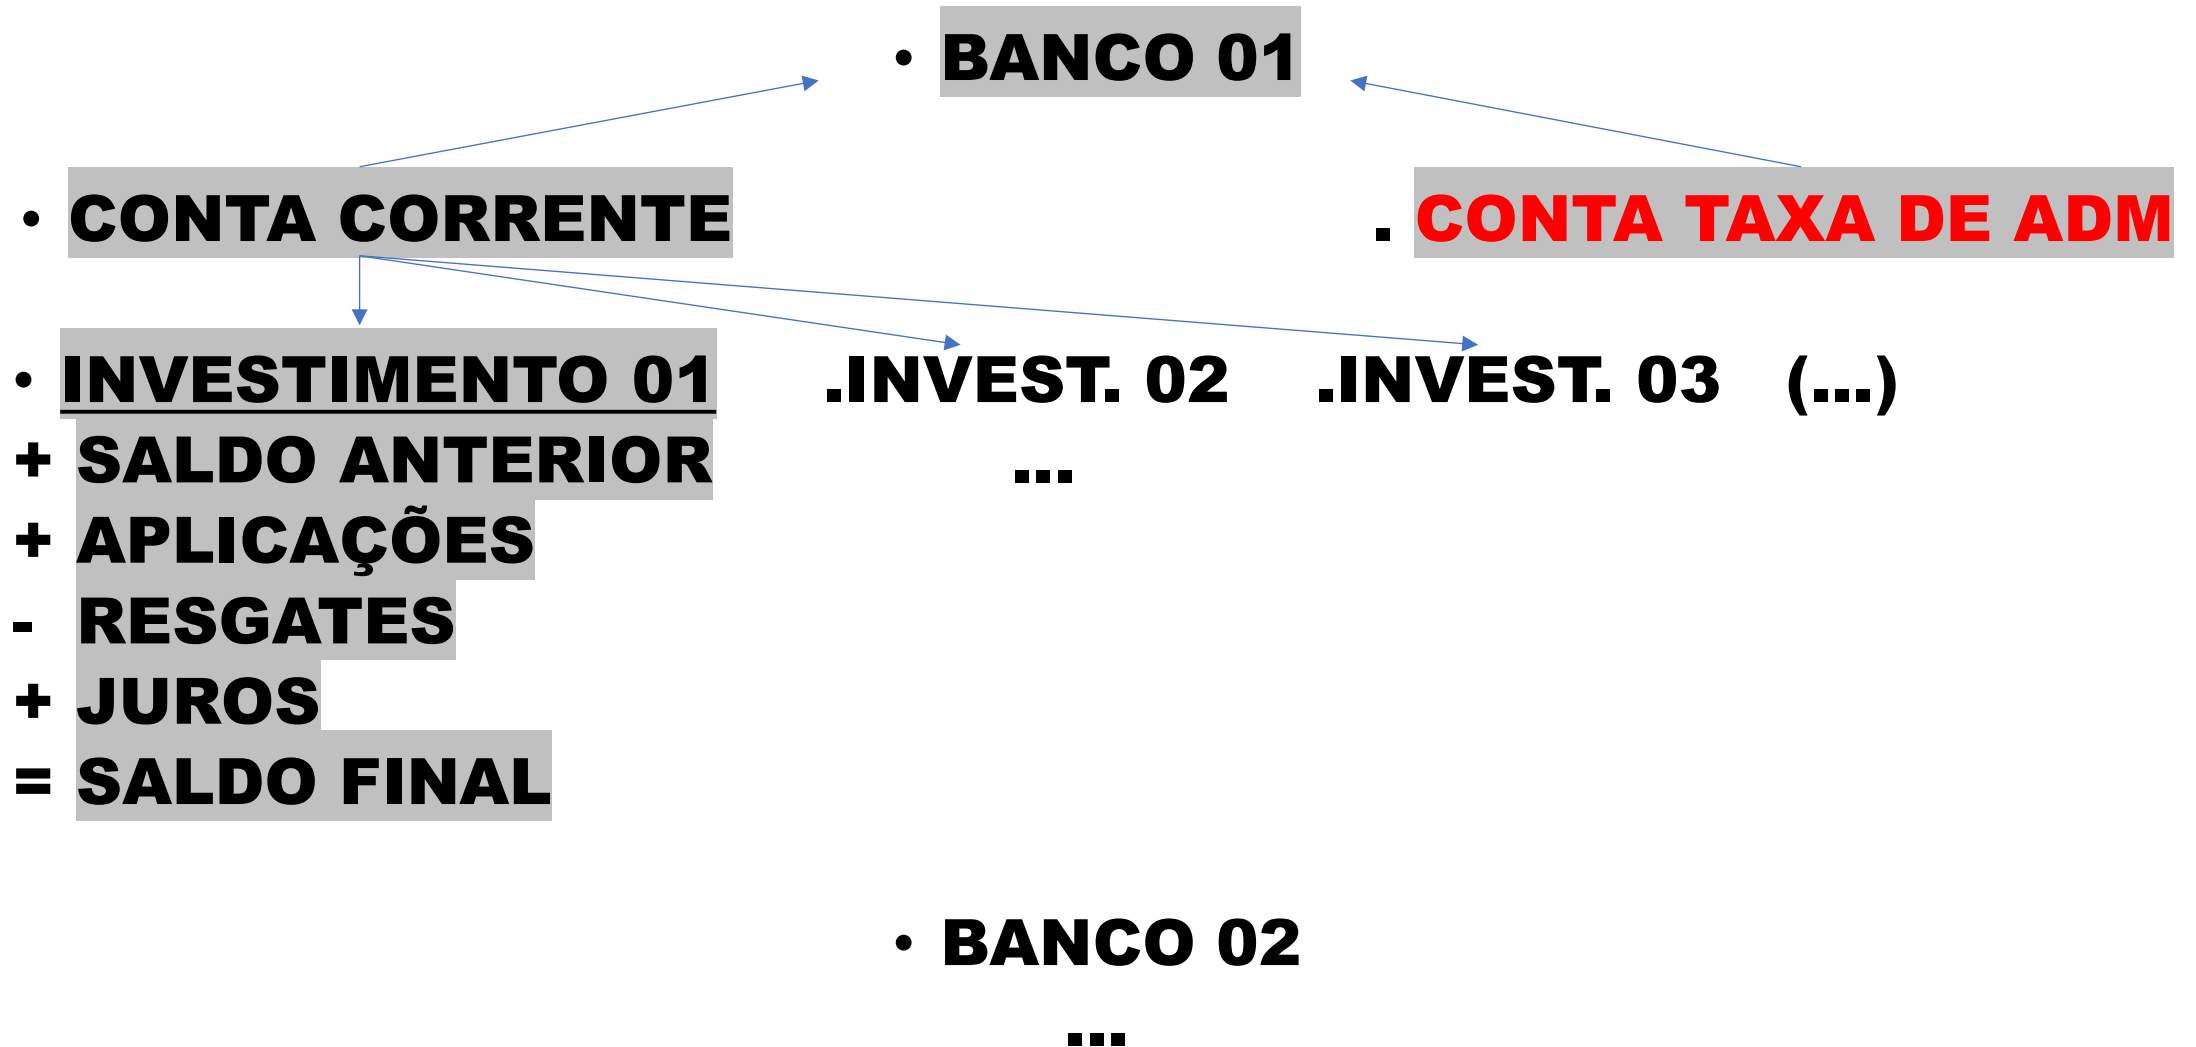 • BANCO 01
• CONTA CORRENTE . CONTA TAXA DE ADM
• INVESTIMENTO 01 .INVEST. 02 .INVEST. 03 (...)
+ SALDO ANTERIOR ...
+ APLICAÇÕES
- RESGATES
+ JUROS
= SALDO FINAL
• BANCO 02
...